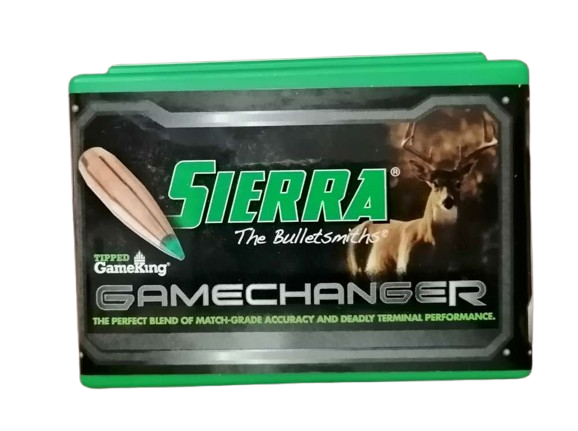 SIERRA®
The Bulletsmiths®
TIPPED
GameKing®
GAMECHANGER
THE PERFECT BLEND OF MATCH-GRADE ACCURACY AND DEADLY TERMINAL PERFORMANCE.